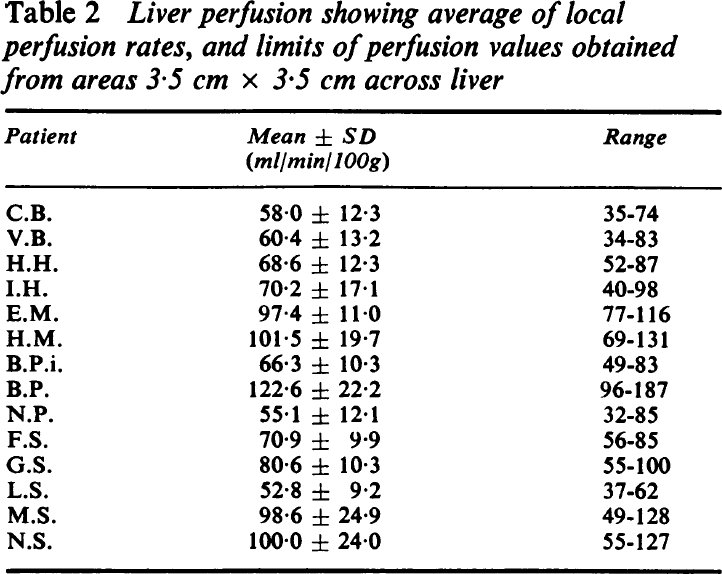 Table 2 Liver perfusion showing average of local
perfusion rates, and limits of perfusion values obtained
from areas 3·5 cm × 3·5 cm across liver
Patient Mean ± SD Range
(ml/min/100g)
C.B. 58·0 ± 12·3 35-74
V.B. 60·4 ± 13·2 34-83
H.H. 68·6 ± 12·3 52-87
I.H. 70·2 ± 17·1 40-98
E.M. 97·4 ± 11·0 77-116
H.M. 101·5 ± 19·7 69-131
B.P.i. 66·3 ± 10·3 49-83
B.P. 122·6 ± 22·2 96-187
N.P. 55·1 ± 12·1 32-85
F.S. 70·9 ± 9·9 56-85
G.S. 80·6 ± 10·3 55-100
L.S. 52·8 ± 9·2 37-62
M.S. 98·6 ± 24·9 49-128
N.S. 100·0 ± 24·0 55-127